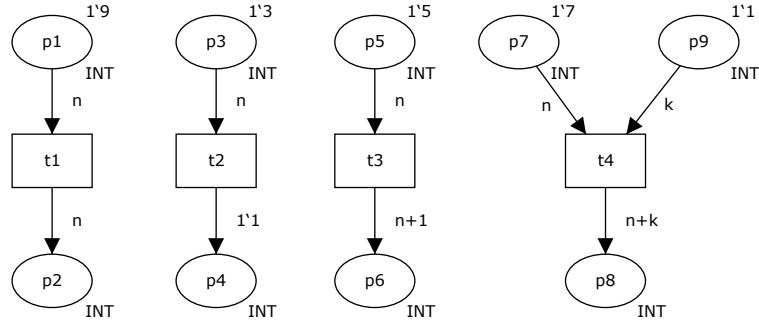 1`9
p1
INT
n
t1
n
p2
INT
1`3
p3
INT
n
t2
1`1
p4
INT
1`5
p5
INT
n
t3
n+1
p6
INT
1`7
p7
INT
n
1`1
p9
INT
k
t4
n+k
p8
INT